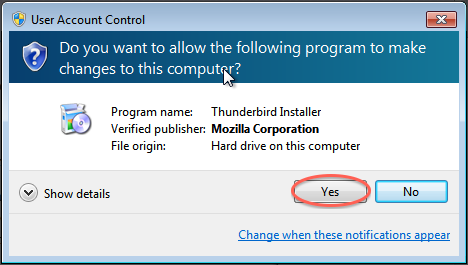 User Account Control
Do you want to allow the following program to make
changes to this computer?
Program name: Thunderbird Installer
Verified publisher: Mozilla Corporation
File origin: Hard drive on this computer
Show details
Yes
No
Change when these notifications appear